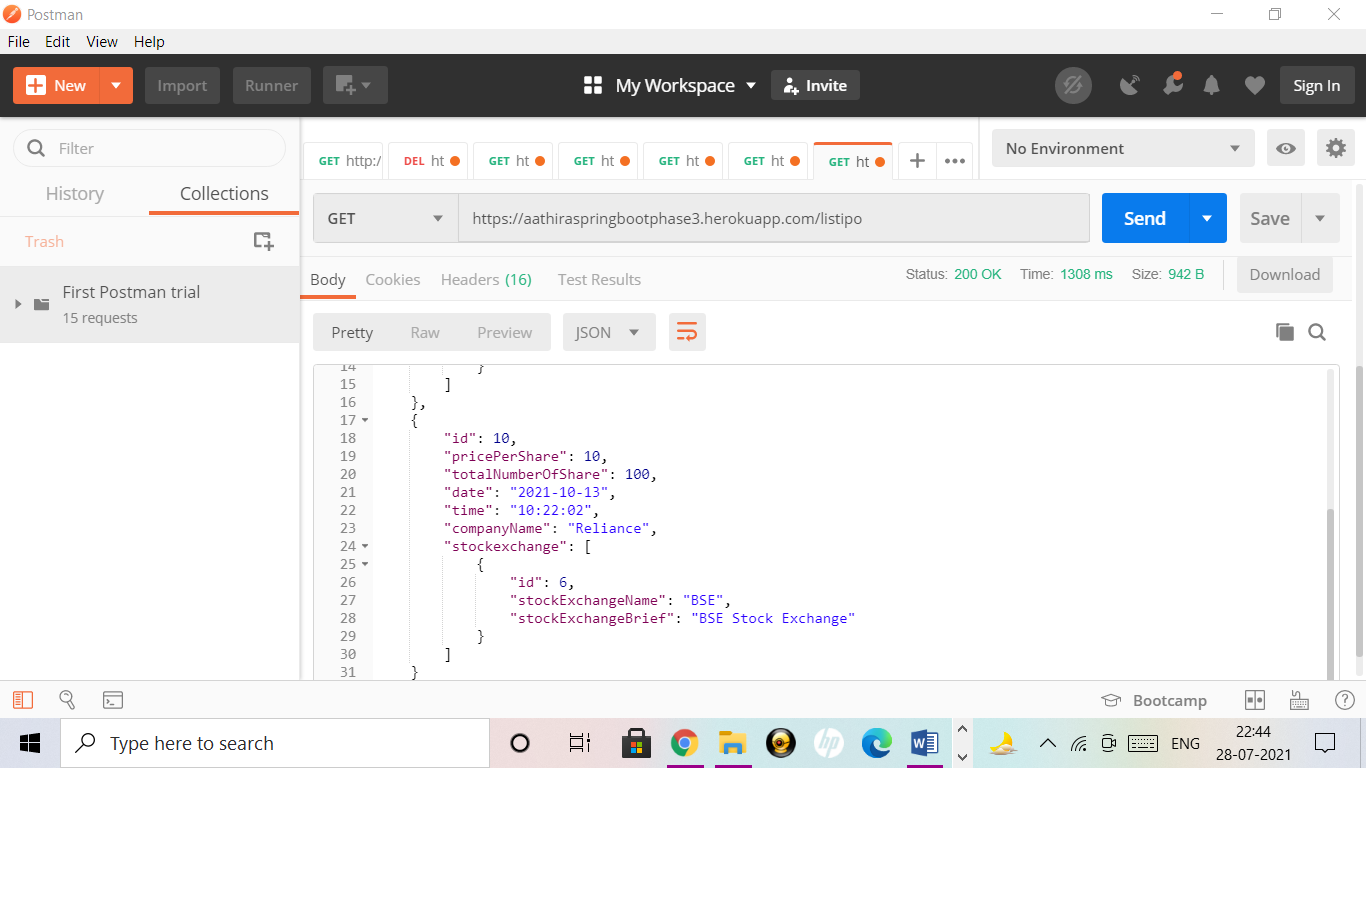 Postman
File Edit View Help
New Import Runner My Workspace Invite Sign In
Filter
History Collections
Trash
First Postman trial
15 requests
GET http:/ DEL ht GET ht GET ht GET ht GET ht GET ht + ••• No Environment
GET https://aathiraspringbootphase3.herokuapp.com/listipo Send Save
Body Cookies Headers (16) Test Results Status: 200 OK Time: 1308 ms Size: 942 B Download
Pretty Raw Preview JSON
14 }
15 ]
16 },
17 {
18 "id": 10,
19 "pricePerShare": 10,
20 "totalNumberOfShare": 100,
21 "date": "2021-10-13",
22 "time": "10:22:02",
23 "companyName": "Reliance",
24 "stockexchange": [
25 {
26 "id": 6,
27 "stockExchangeName": "BSE",
28 "stockExchangeBrief": "BSE Stock Exchange"
29 }
30 ]
31 }
Bootcamp
Type here to search hp W ENG 22:44
28-07-2021